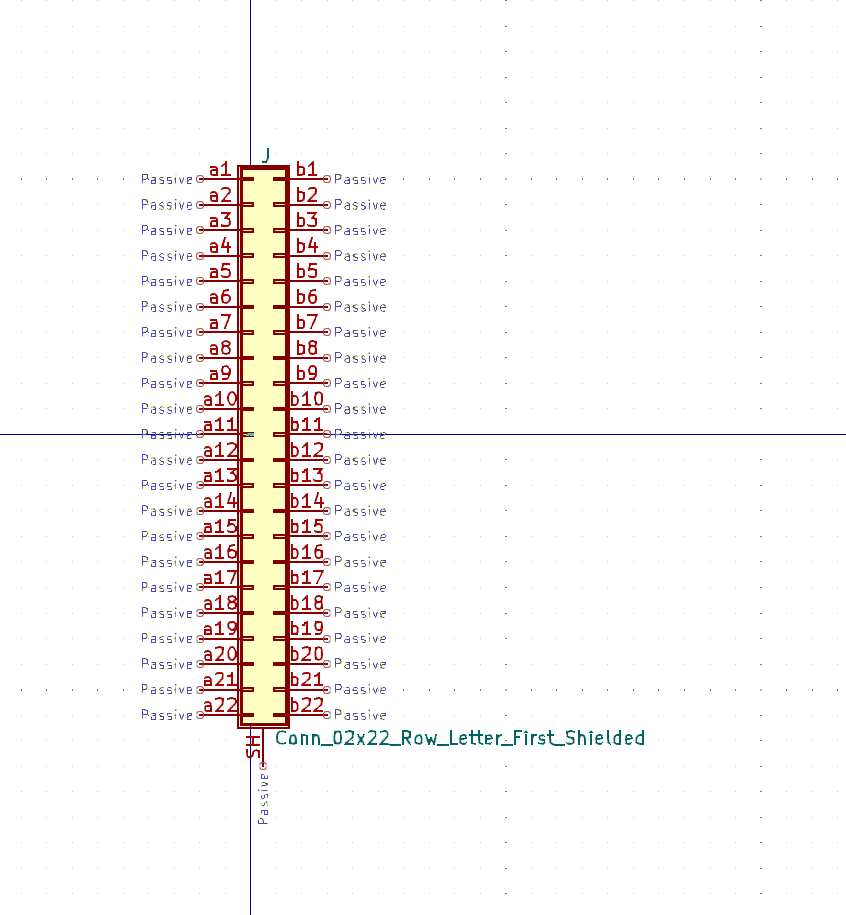 J
Passive a1 b1 Passive
Passive a2 b2 Passive
Passive a3 b3 Passive
Passive a4 b4 Passive
Passive a5 b5 Passive
Passive a6 b6 Passive
Passive a7 b7 Passive
Passive a8 b8 Passive
Passive a9 b9 Passive
Passive a10 b10 Passive
Passive a11 b11 Passive
Passive a12 b12 Passive
Passive a13 b13 Passive
Passive a14 b14 Passive
Passive a15 b15 Passive
Passive a16 b16 Passive
Passive a17 b17 Passive
Passive a18 b18 Passive
Passive a19 b19 Passive
Passive a20 b20 Passive
Passive a21 b21 Passive
Passive a22 b22 Passive
Conn_02x22_Row_Letter_First_Shielded
SH
Passive